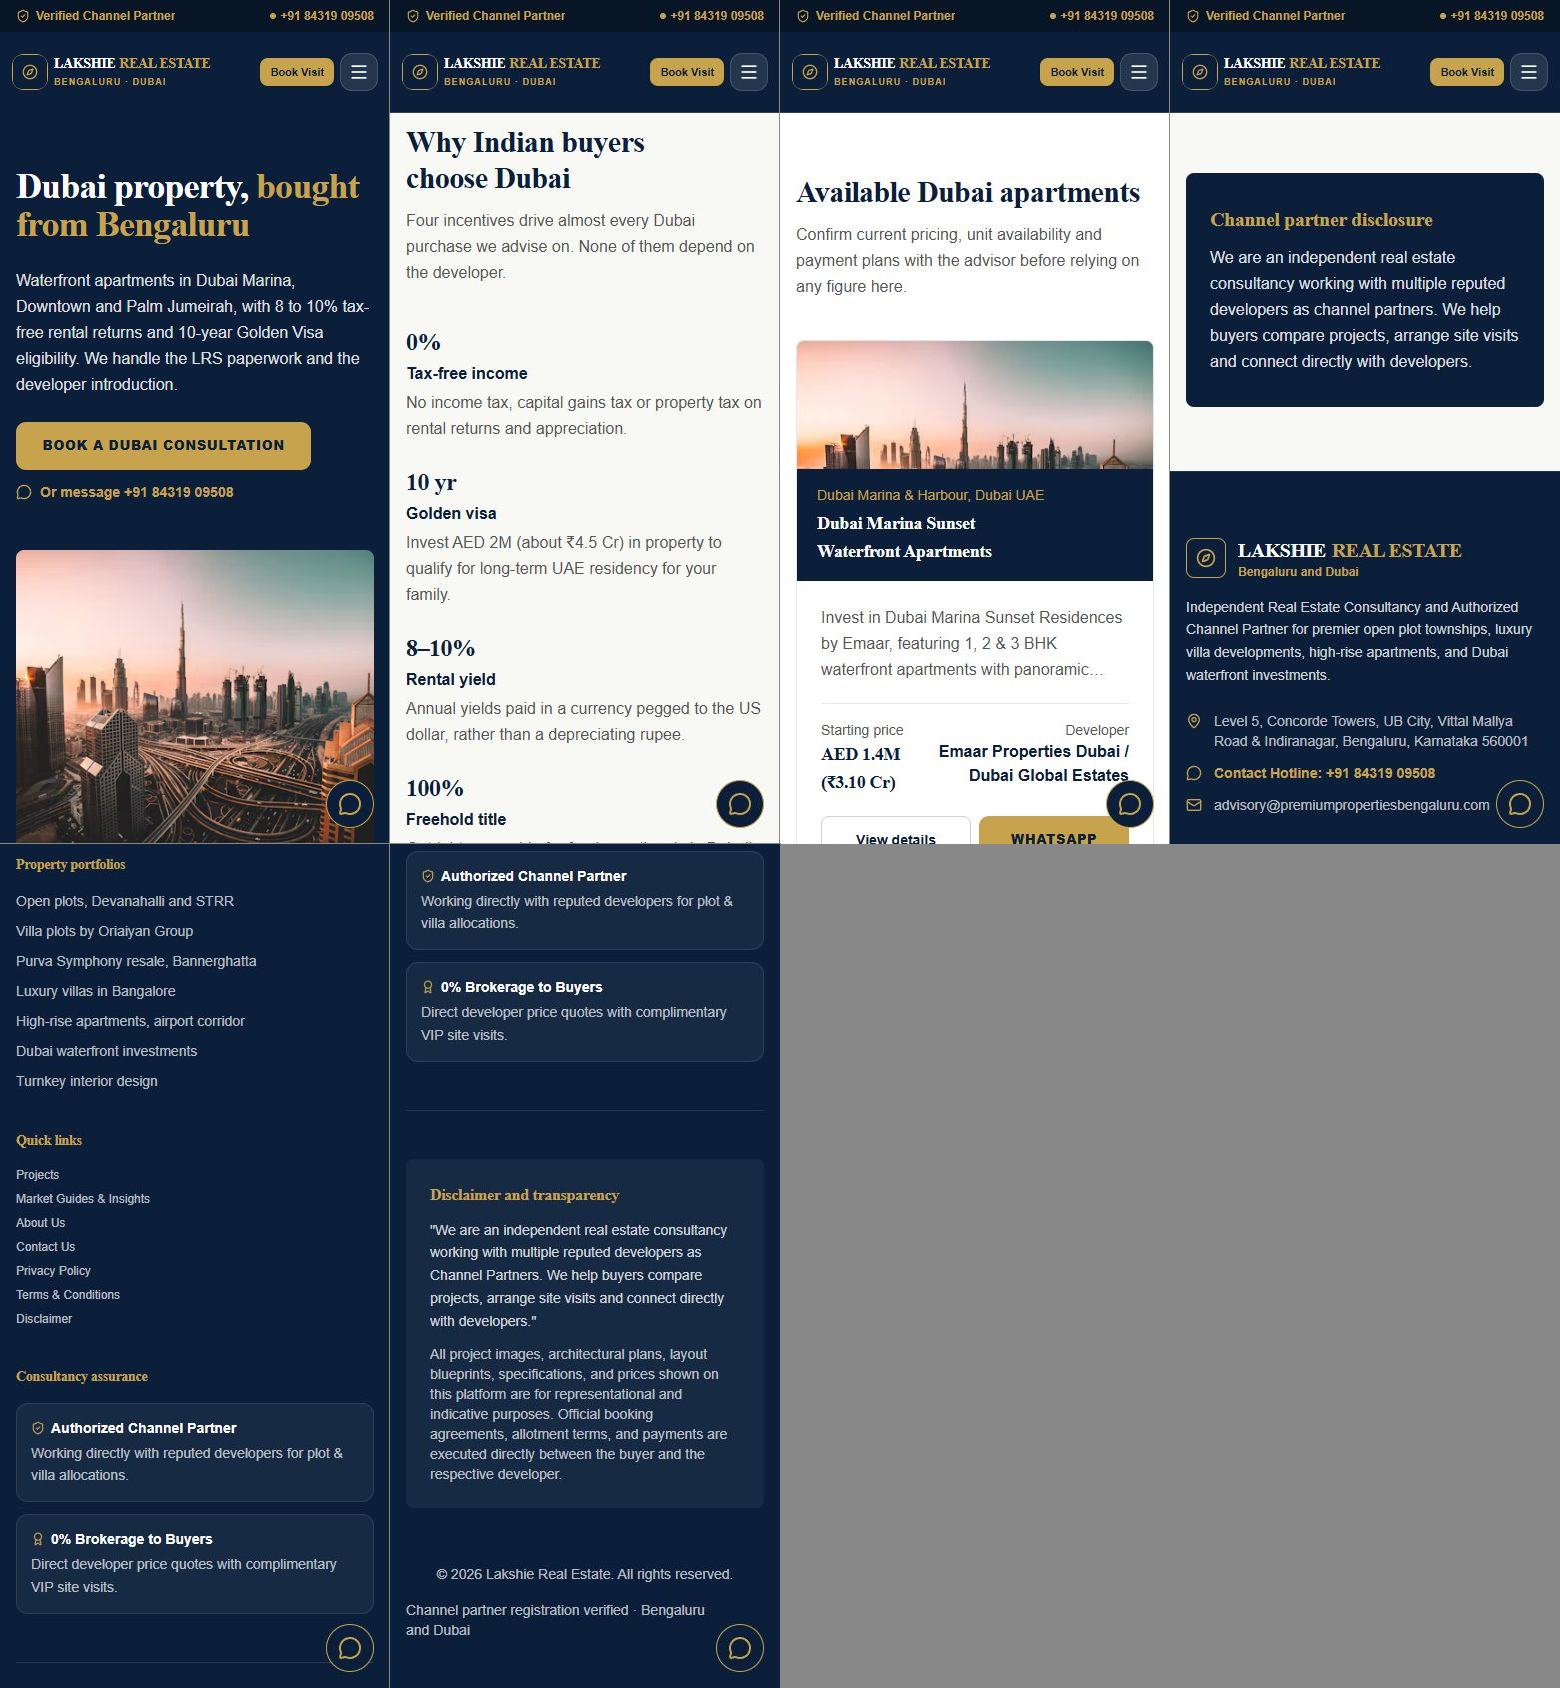 Verified Channel Partner
+91 84319 09508
LAKSHIE REAL ESTATE
BENGALURU · DUBAI
Book Visit
Dubai property, bought
from Bengaluru
Waterfront apartments in Dubai Marina,
Downtown and Palm Jumeirah, with 8 to 10% tax-
free rental returns and 10-year Golden Visa
eligibility. We handle the LRS paperwork and the
developer introduction.
BOOK A DUBAI CONSULTATION
Or message +91 84319 09508
Verified Channel Partner
+91 84319 09508
LAKSHIE REAL ESTATE
BENGALURU · DUBAI
Book Visit
Why Indian buyers
choose Dubai
Four incentives drive almost every Dubai
purchase we advise on. None of them depend on
the developer.
0%
Tax-free income
No income tax, capital gains tax or property tax on
rental returns and appreciation.
10 yr
Golden visa
Invest AED 2M (about ₹4.5 Cr) in property to
qualify for long-term UAE residency for your
family.
8–10%
Rental yield
Annual yields paid in a currency pegged to the US
dollar, rather than a depreciating rupee.
100%
Freehold title
Verified Channel Partner
+91 84319 09508
LAKSHIE REAL ESTATE
BENGALURU · DUBAI
Book Visit
Available Dubai apartments
Confirm current pricing, unit availability and
payment plans with the advisor before relying on
any figure here.
Dubai Marina & Harbour, Dubai UAE
Dubai Marina Sunset
Waterfront Apartments
Invest in Dubai Marina Sunset Residences
by Emaar, featuring 1, 2 & 3 BHK
waterfront apartments with panoramic...
Starting price
AED 1.4M
(₹3.10 Cr)
Developer
Emaar Properties Dubai /
Dubai Global Estates
View details
WHATSAPP
Verified Channel Partner
+91 84319 09508
LAKSHIE REAL ESTATE
BENGALURU · DUBAI
Book Visit
Channel partner disclosure
We are an independent real estate
consultancy working with multiple reputed
developers as channel partners. We help
buyers compare projects, arrange site visits
and connect directly with developers.
LAKSHIE REAL ESTATE
Bengaluru and Dubai
Independent Real Estate Consultancy and Authorized
Channel Partner for premier open plot townships, luxury
villa developments, high-rise apartments, and Dubai
waterfront investments.
Level 5, Concorde Towers, UB City, Vittal Mallya
Road & Indiranagar, Bengaluru, Karnataka 560001
Contact Hotline: +91 84319 09508
advisory@premiumpropertiesbengaluru.com
Property portfolios
Open plots, Devanahalli and STRR
Villa plots by Oriaiyan Group
Purva Symphony resale, Bannerghatta
Luxury villas in Bangalore
High-rise apartments, airport corridor
Dubai waterfront investments
Turnkey interior design
Quick links
Projects
Market Guides & Insights
About Us
Contact Us
Privacy Policy
Terms & Conditions
Disclaimer
Consultancy assurance
Authorized Channel Partner
Working directly with reputed developers for plot &
villa allocations.
0% Brokerage to Buyers
Direct developer price quotes with complimentary
VIP site visits.
Authorized Channel Partner
Working directly with reputed developers for plot &
villa allocations.
0% Brokerage to Buyers
Direct developer price quotes with complimentary
VIP site visits.
Disclaimer and transparency
"We are an independent real estate consultancy
working with multiple reputed developers as
Channel Partners. We help buyers compare
projects, arrange site visits and connect directly
with developers."
All project images, architectural plans, layout
blueprints, specifications, and prices shown on
this platform are for representational and
indicative purposes. Official booking
agreements, allotment terms, and payments are
executed directly between the buyer and the
respective developer.
© 2026 Lakshie Real Estate. All rights reserved.
Channel partner registration verified · Bengaluru
and Dubai